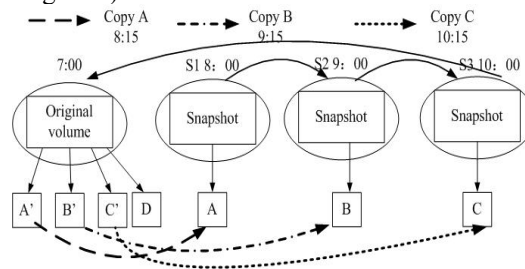 Copy A
8:15
Copy B
9:15
Copy C
10:15
7:00
S1 8：00
S2 9：00
S3 10：00
Original
volume
Snapshot
Snapshot
Snapshot
A'
B'
C'
D
A
B
C